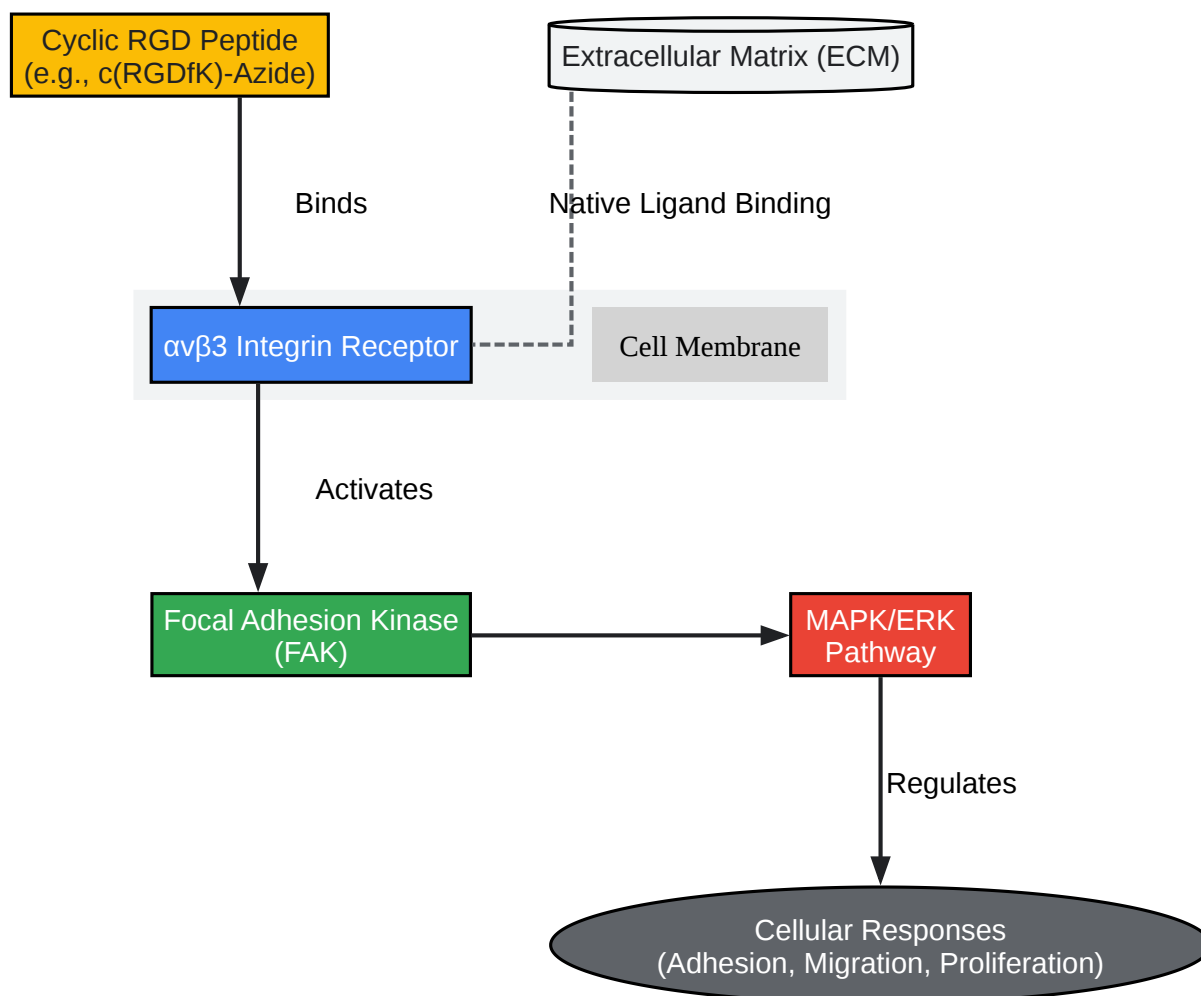 Cyclic RGD Peptide
(e.g., c(RGDfK)-Azide)
Extracellular Matrix (ECM)
Binds
Native Ligand Binding
αvβ3 Integrin Receptor
Cell Membrane
Activates
Focal Adhesion Kinase
(FAK)
MAPK/ERK
Pathway
Regulates
Cellular Responses
(Adhesion, Migration, Proliferation)